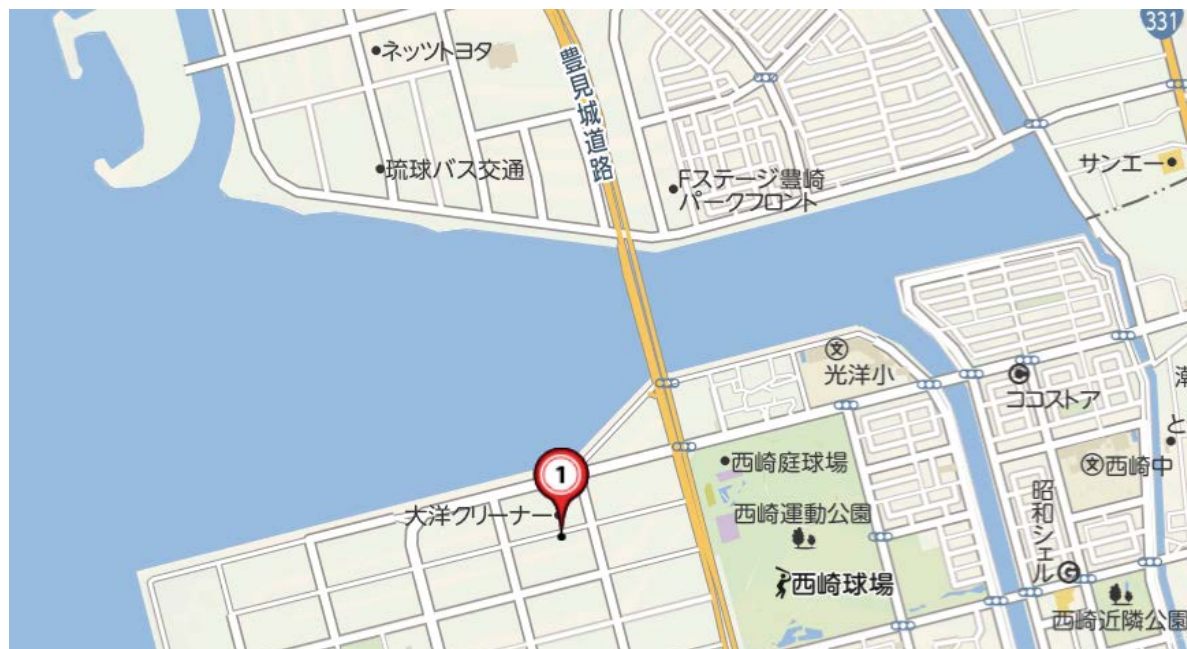 331
ネッツトヨタ
豊見城道路
琉球バス交通
Fステージ豊崎
パークフロント
サンエー
文
光洋小
ココストア
と
1
西崎庭球場
文西崎中
大洋クリーナー
西崎運動公園
昭和シェル
G
西崎球場
西崎近隣公園